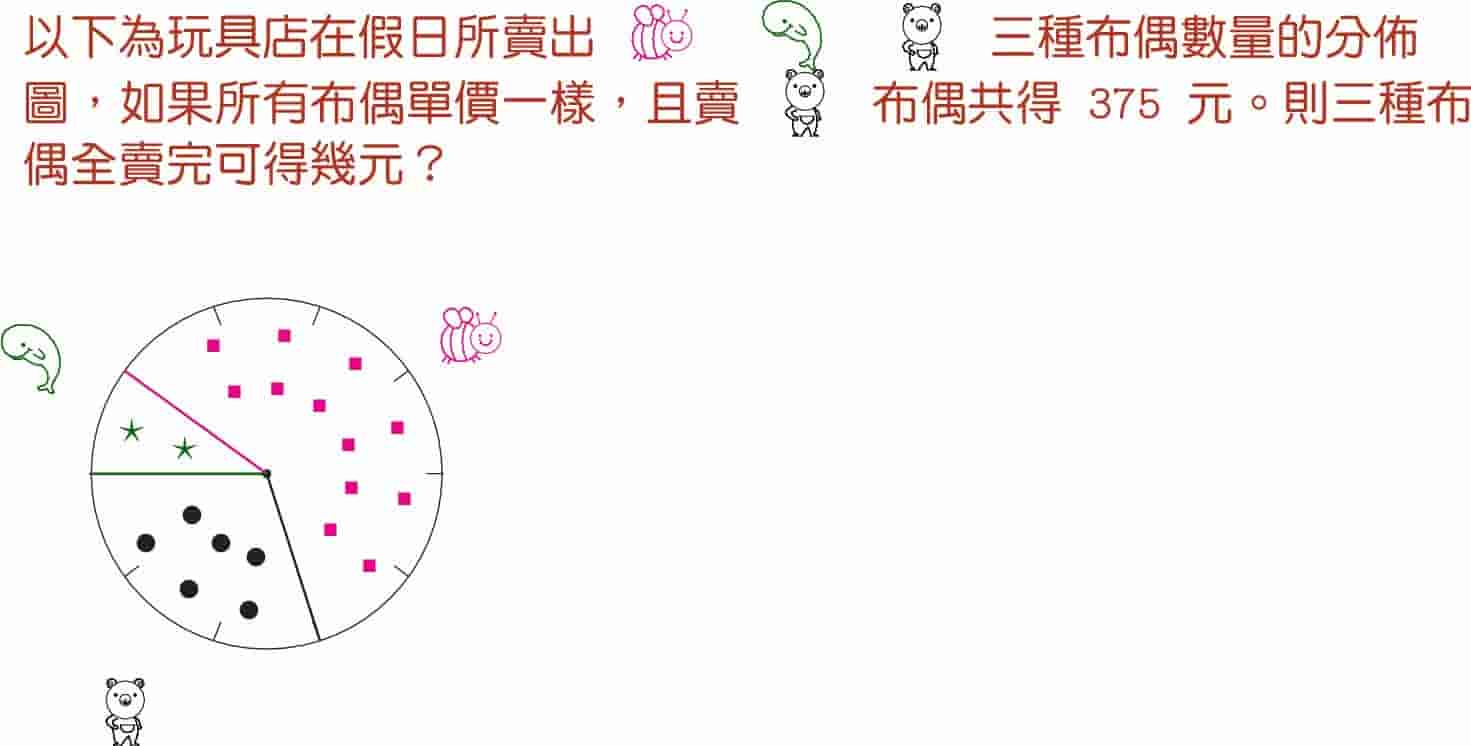 以下為玩具店在假日所賣出 三種布偶數量的分佈
圖，如果所有布偶單價一樣，且賣 布偶共得 375 元。則三種布
偶全賣完可得幾元？